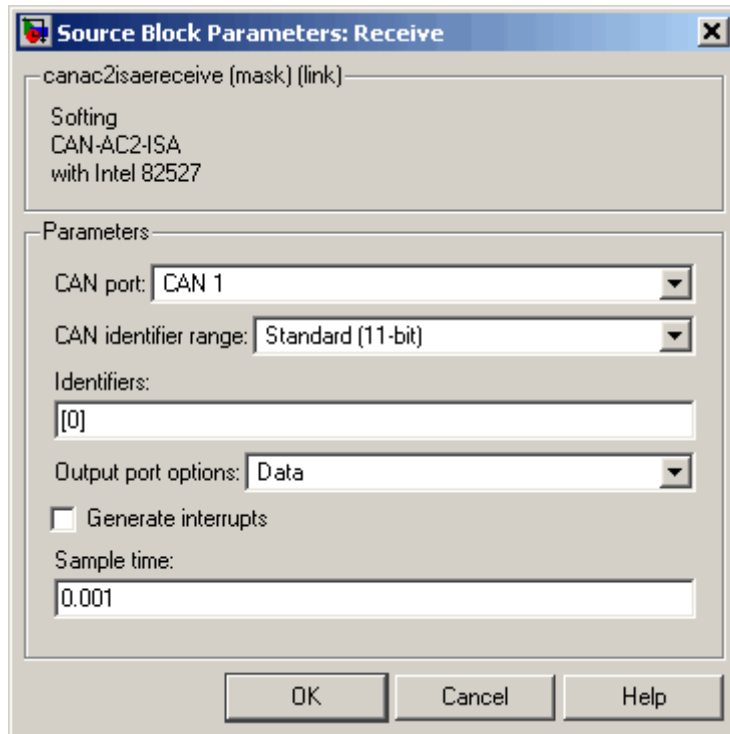 Source Block Parameters: Receive
canac2isaereceive (mask) (link)
Softing
CAN-AC2-ISA
with Intel 82527
Parameters
CAN port: CAN 1
CAN identifier range: Standard (11-bit)
Identifiers:
[0]
Output port options: Data
Generate interrupts
Sample time:
0.001
OK Cancel Help